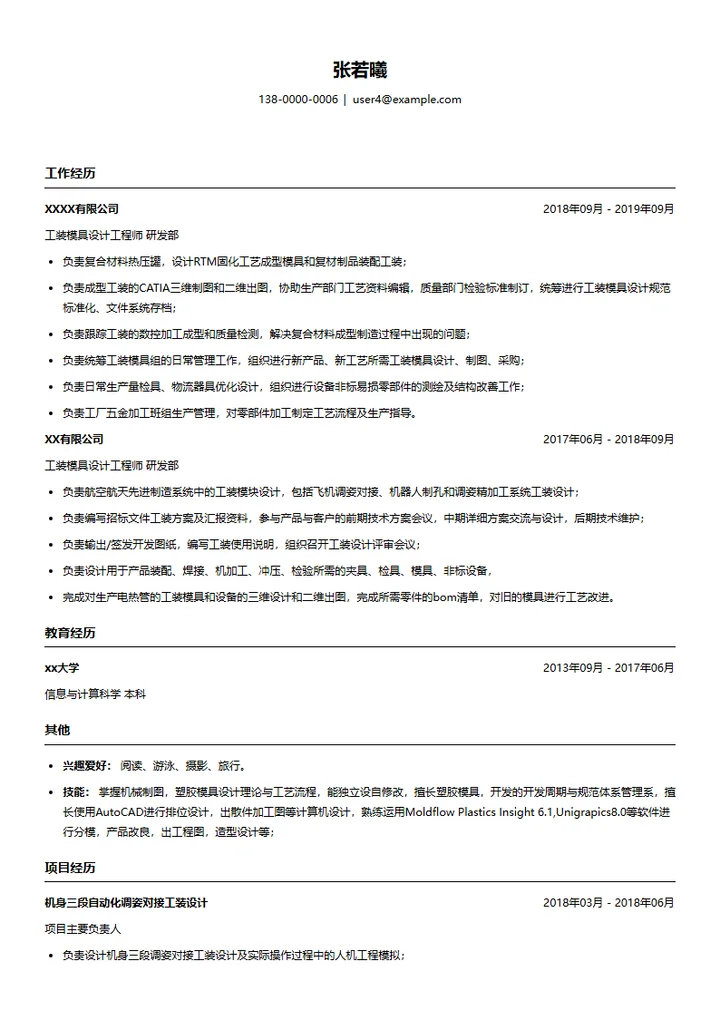 张若曦
138-0000-0006 | user4@example.com
工作经历
XXXX有限公司 2018年09月 - 2019年09月
工装模具设计工程师 研发部
• 负责复合材料热压罐，设计RTM固化工艺成型模具和复材制品装配工装；
• 负责成型工装的CATIA三维制图和二维出图，协助生产部门工艺资料编辑，质量部门检验标准制订，统筹进行工装模具设计规范
标准化、文件系统存档；
• 负责跟踪工装的数控加工成型和质量检测，解决复合材料成型制造过程中出现的问题；
• 负责统筹工装模具组的日常管理工作，组织进行新产品、新工艺所需工装模具设计、制图、采购；
• 负责日常生产量检具、物流器具优化设计，组织进行设备非标易损零部件的测绘及结构改善工作；
• 负责工厂五金加工班组生产管理，对零部件加工制定工艺流程及生产指导。
XX有限公司 2017年06月 - 2018年09月
工装模具设计工程师 研发部
• 负责航空航天先进制造系统中的工装模块设计，包括飞机调姿对接、机器人制孔和调姿精加工系统工装设计；
• 负责编写招标文件工装方案及汇报资料，参与产品与客户的前期技术方案会议，中期详细方案交流与设计，后期技术维护；
• 负责输出/签发开发图纸，编写工装使用说明，组织召开工装设计评审会议；
• 负责设计用于产品装配、焊接、机加工、冲压、检验所需的夹具、检具、模具、非标设备，
• 完成对生产电热管的工装模具和设备的三维设计和二维出图，完成所需零件的bom清单，对旧的模具进行工艺改进。
教育经历
xx大学 2013年09月 - 2017年06月
信息与计算科学 本科
其他
• 兴趣爱好： 阅读、游泳、摄影、旅行。
• 技能： 掌握机械制图，塑胶模具设计理论与工艺流程，能独立设自修改，擅长塑胶模具，开发的开发周期与规范体系管理系，擅
长使用AutoCAD进行排位设计，出散件加工图等计算机设计，熟练运用Moldflow Plastics Insight 6.1,Unigrapics8.0等软件进
行分模，产品改良，出工程图，造型设计等；
项目经历
机身三段自动化调姿对接工装设计 2018年03月 - 2018年06月
项目主要负责人
• 负责设计机身三段调姿对接工装设计及实际操作过程中的人机工程模拟；